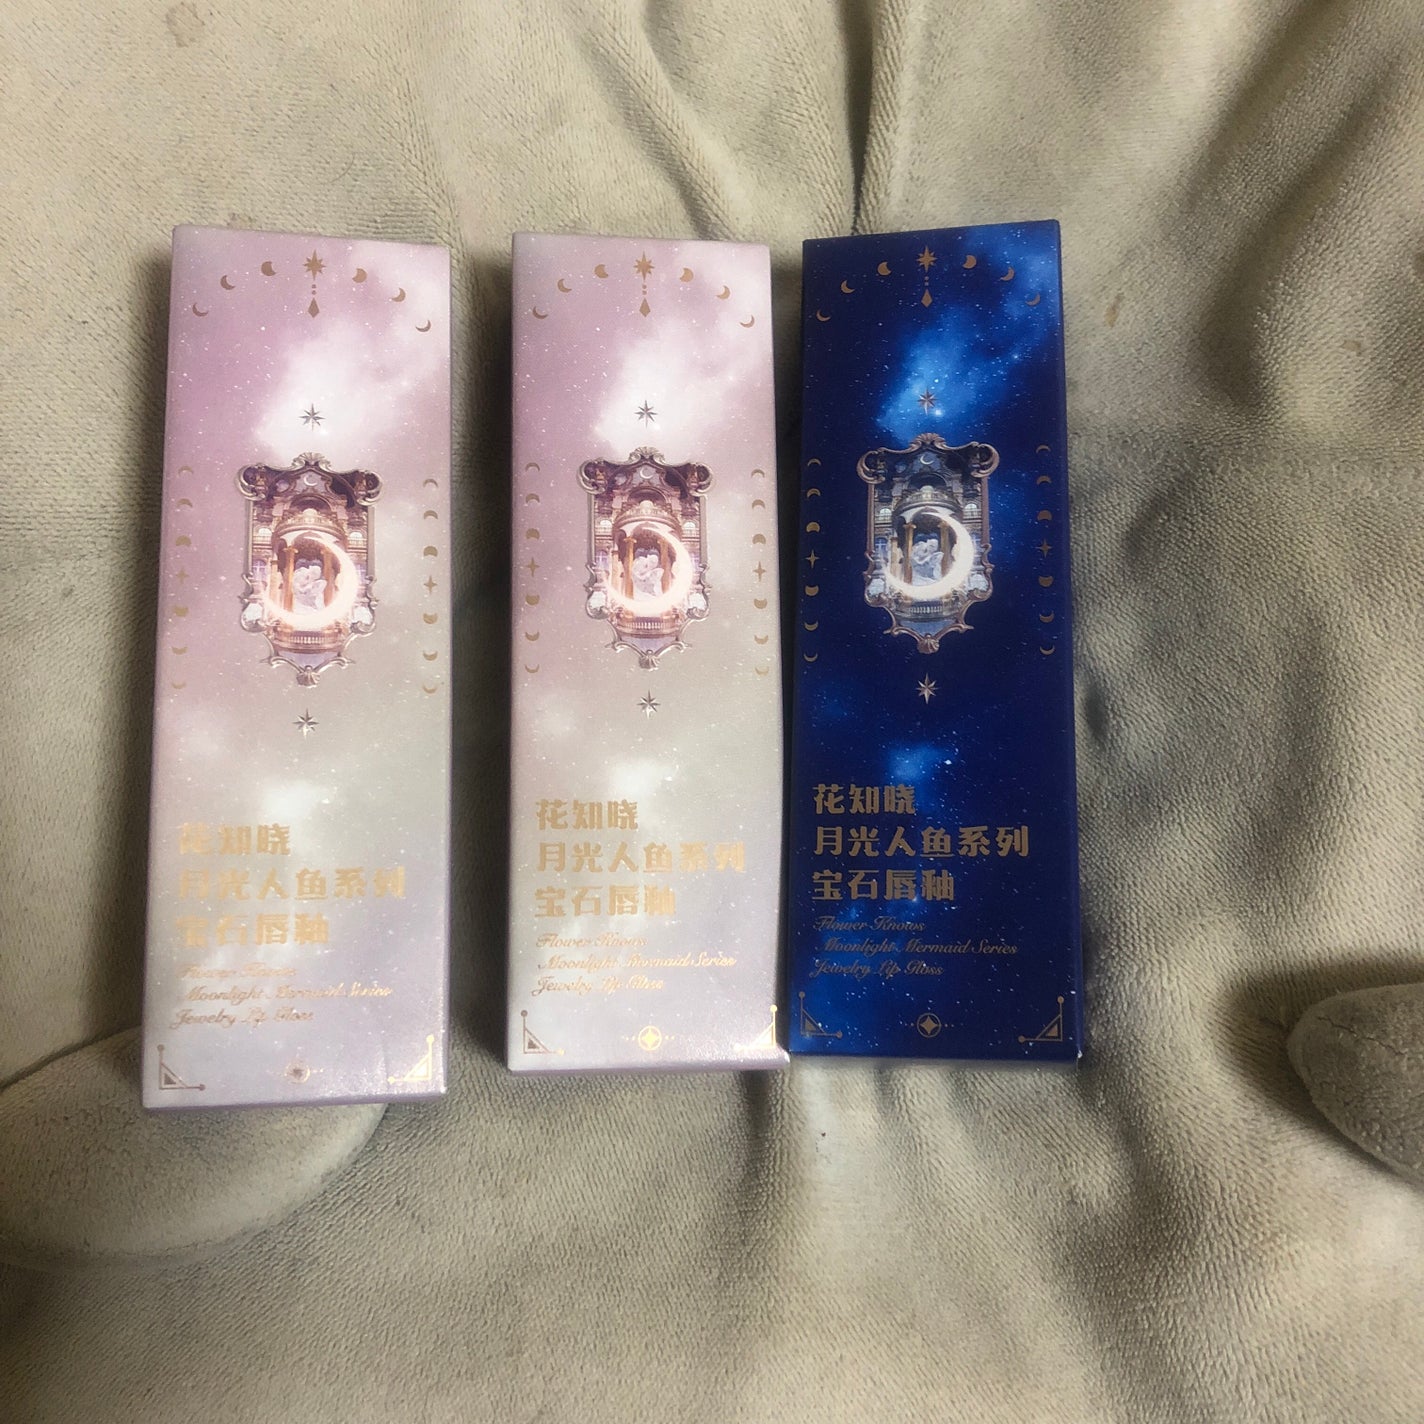 花知晓
月光人鱼系列
宝石唇釉
Flower Knows
Moonlight Mermaid Series
Jewelry Lip Gloss
花知晓
月光人鱼系列
宝石唇釉
Flower Knows
Moonlight Mermaid Series
Jewelry Lip Gloss
花知晓
月光人鱼系列
宝石唇釉
Flower Knows
Moonlight Mermaid Series
Jewelry Lip Gloss